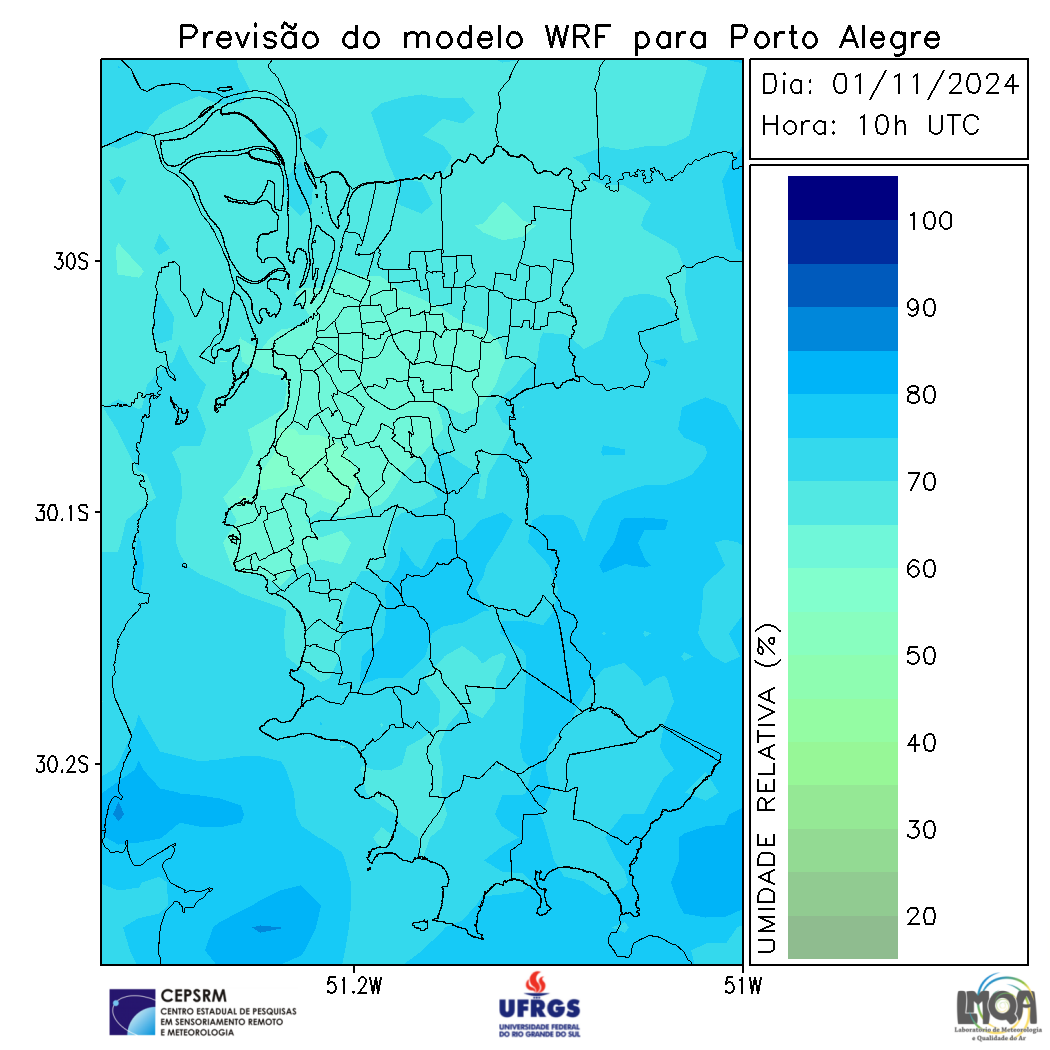 Previsão do modelo WRF para Porto Alegre
Dia: 01/11/2024
Hora: 10h UTC
100
90
80
70
60
50
40
30
20
UMIDADE RELATIVA (%)
30S
30.1S
30.2S
51.2W
51W
CEPSRM
CENTRO ESTADUAL DE PESQUISAS
EM SENSORIAMENTO REMOTO
E METEOROLOGIA
UFRGS
UNIVERSIDADE FEDERAL
DO RIO GRANDE DO SUL
LMQA
Laboratório de Meteorologia
e Qualidade do Ar